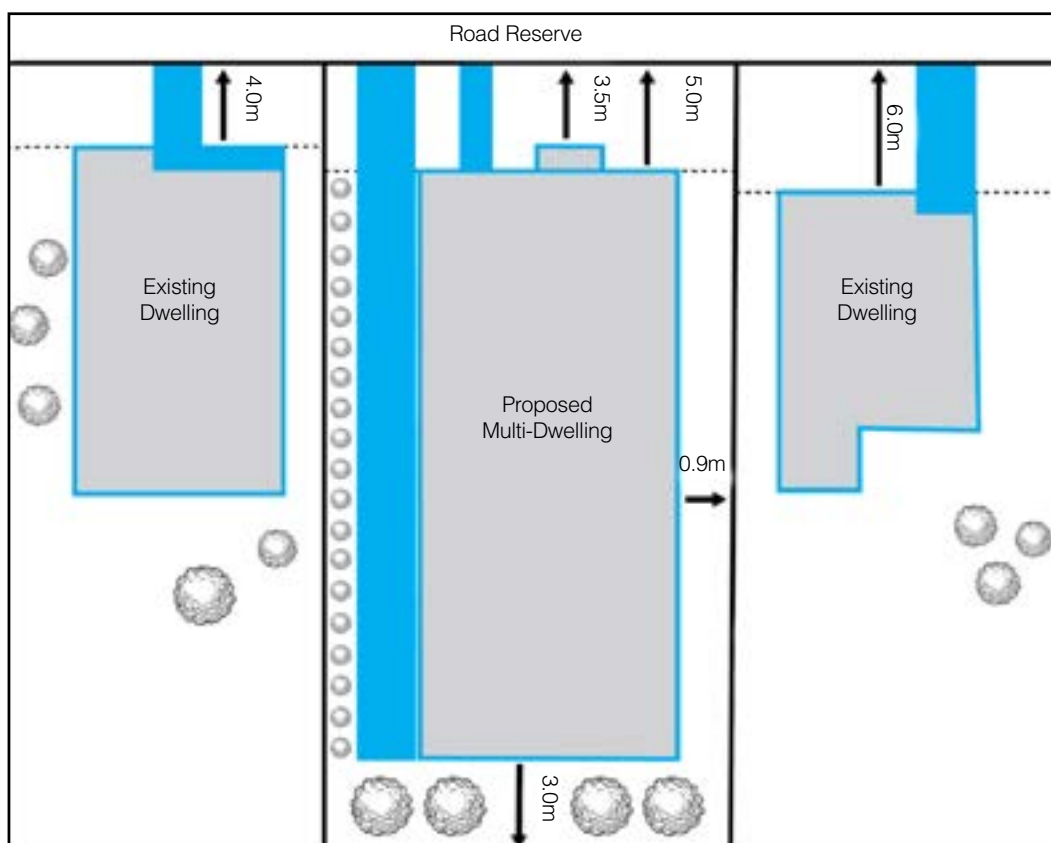 Road Reserve
4.0m
3.5m
5.0m
6.0m
Existing
Dwelling
Existing
Dwelling
Proposed
Multi-Dwelling
0.9m
3.0m